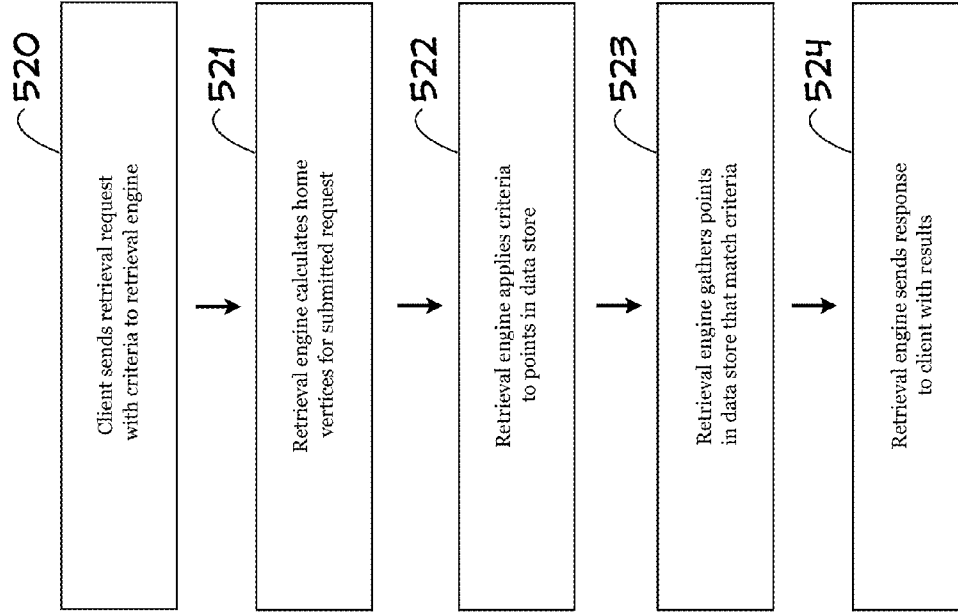 520
Client sends retrieval request
with criteria to retrieval engine
521
Retrieval engine calculates home
vertices for submitted request
522
Retrieval engine applies criteria
to points in data store
523
Retrieval engine gathers points
in data store that match criteria
524
Retrieval engine sends response
to client with results